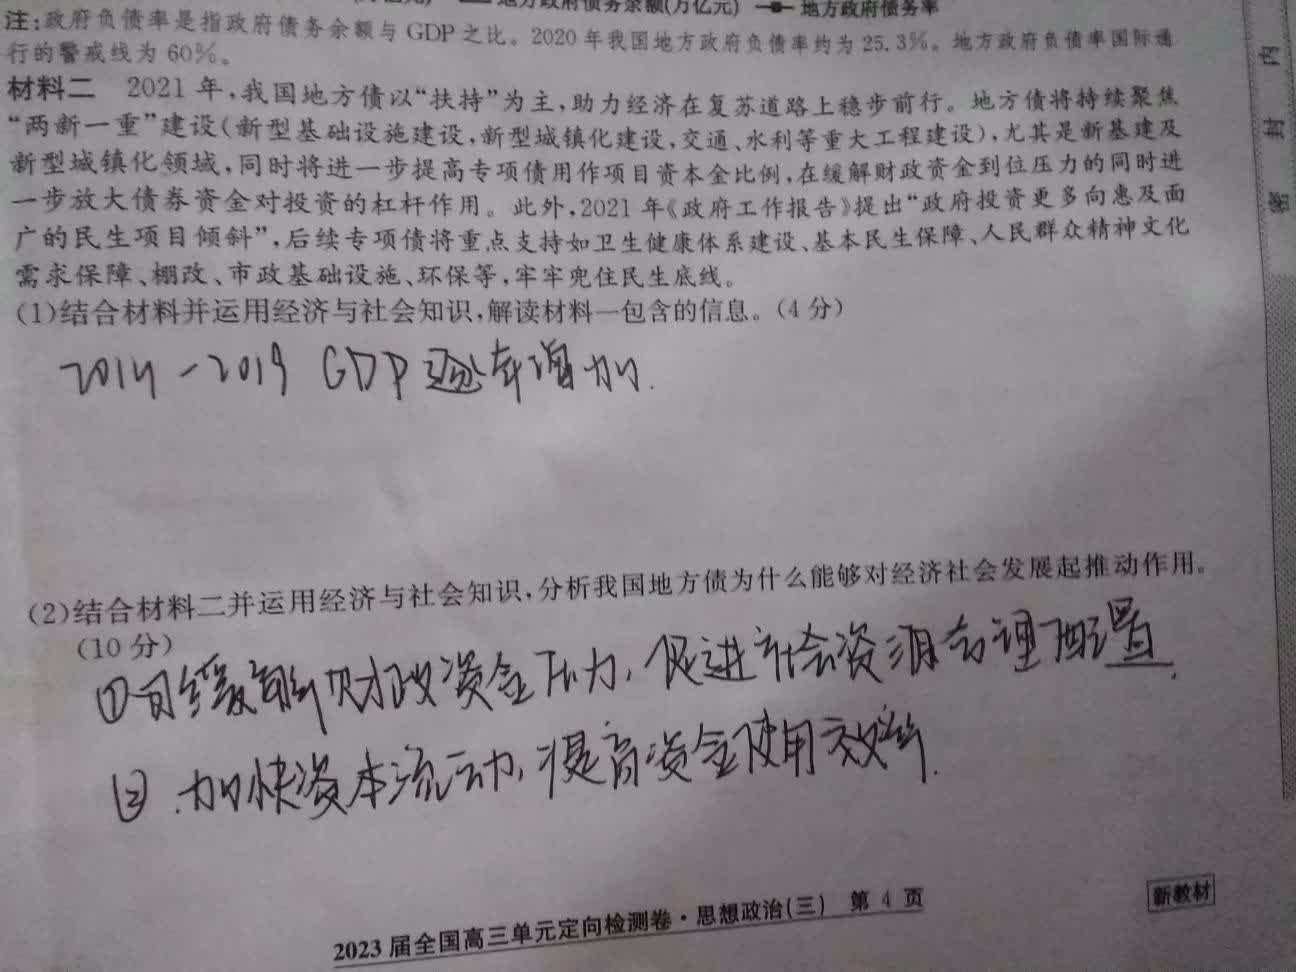 地方政府债务余额(万亿元) 地方政府债务率
注:政府负债率是指政府债务余额与GDP之比。2020年我国地方政府负债率约为25.3%。地方政府负债率国际通
行的警戒线为60%。
材料二 2021年,我国地方债以“扶持”为主,助力经济在复苏道路上稳步前行。地方债将持续聚焦
“两新一重”建设(新型基础设施建设,新型城镇化建设,交通、水利等重大工程建设),尤其是新基建及
新型城镇化领域,同时将进一步提高专项债用作项目资本金比例,在缓解财政资金到位压力的同时进
一步放大债券资金对投资的杠杆作用。此外,2021年《政府工作报告》提出“政府投资更多向惠及面
广的民生项目倾斜”,后续专项债将重点支持如卫生健康体系建设、基本民生保障、人民群众精神文化
需求保障、棚改、市政基础设施、环保等,牢牢兜住民生底线。
(1)结合材料并运用经济与社会知识,解读材料一包含的信息。(4分)
2014-2019 GDP逐年增加.
(2)结合材料二并运用经济与社会知识,分析我国地方债为什么能够对经济社会发展起推动作用。
(10分)
①可缓解财政资金压力,促进社会资源合理配置.
②.加快资本流动,提高资金使用效率.
2023届全国高三单元定向检测卷·思想政治(三) 第4页
新教材
内
封
密